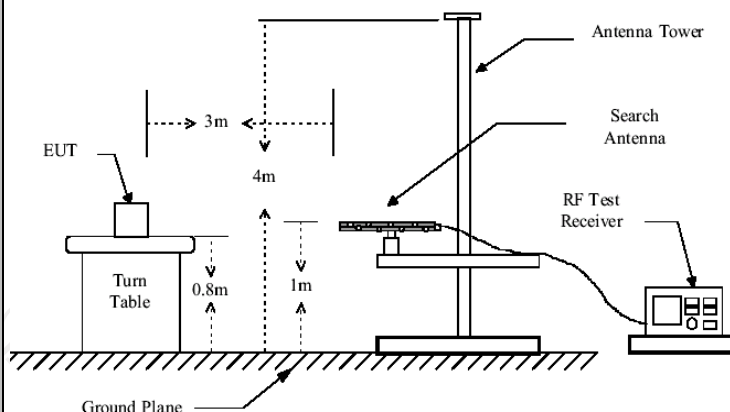 Antenna Tower
3m
Search
Antenna
EUT
4m
RF Test
Receiver
Turn
Table
0.8m
1m
Ground Plane